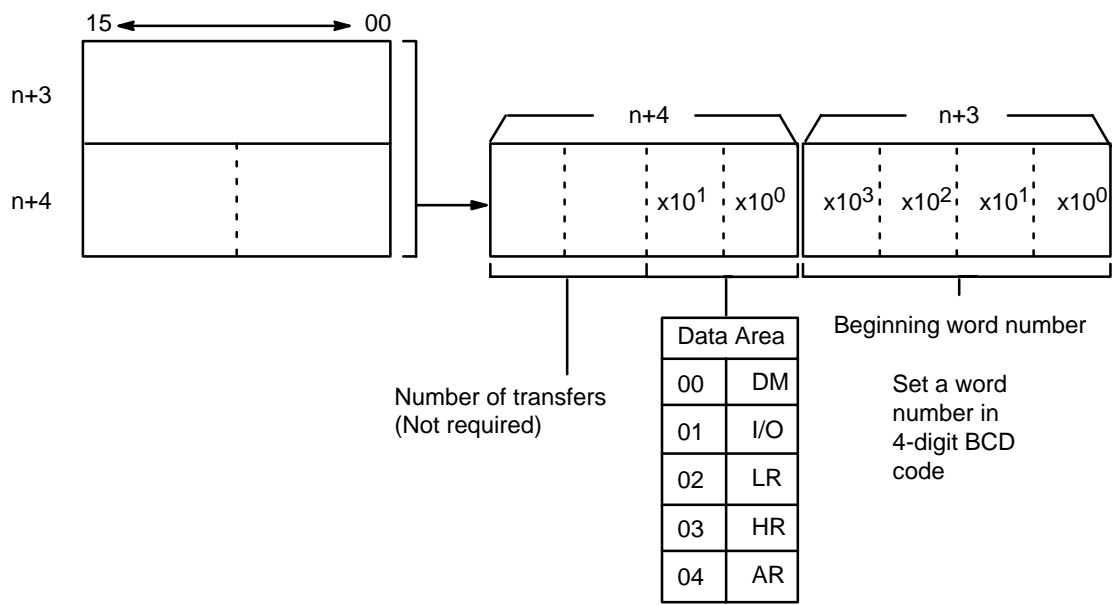 15 00
n+3
n+4
n+4 n+3
x10¹ x10⁰ x10³ x10² x10¹ x10⁰
Number of transfers
(Not required)
Data Area
00 DM
01 I/O
02 LR
03 HR
04 AR
Beginning word number
Set a word
number in
4-digit BCD
code